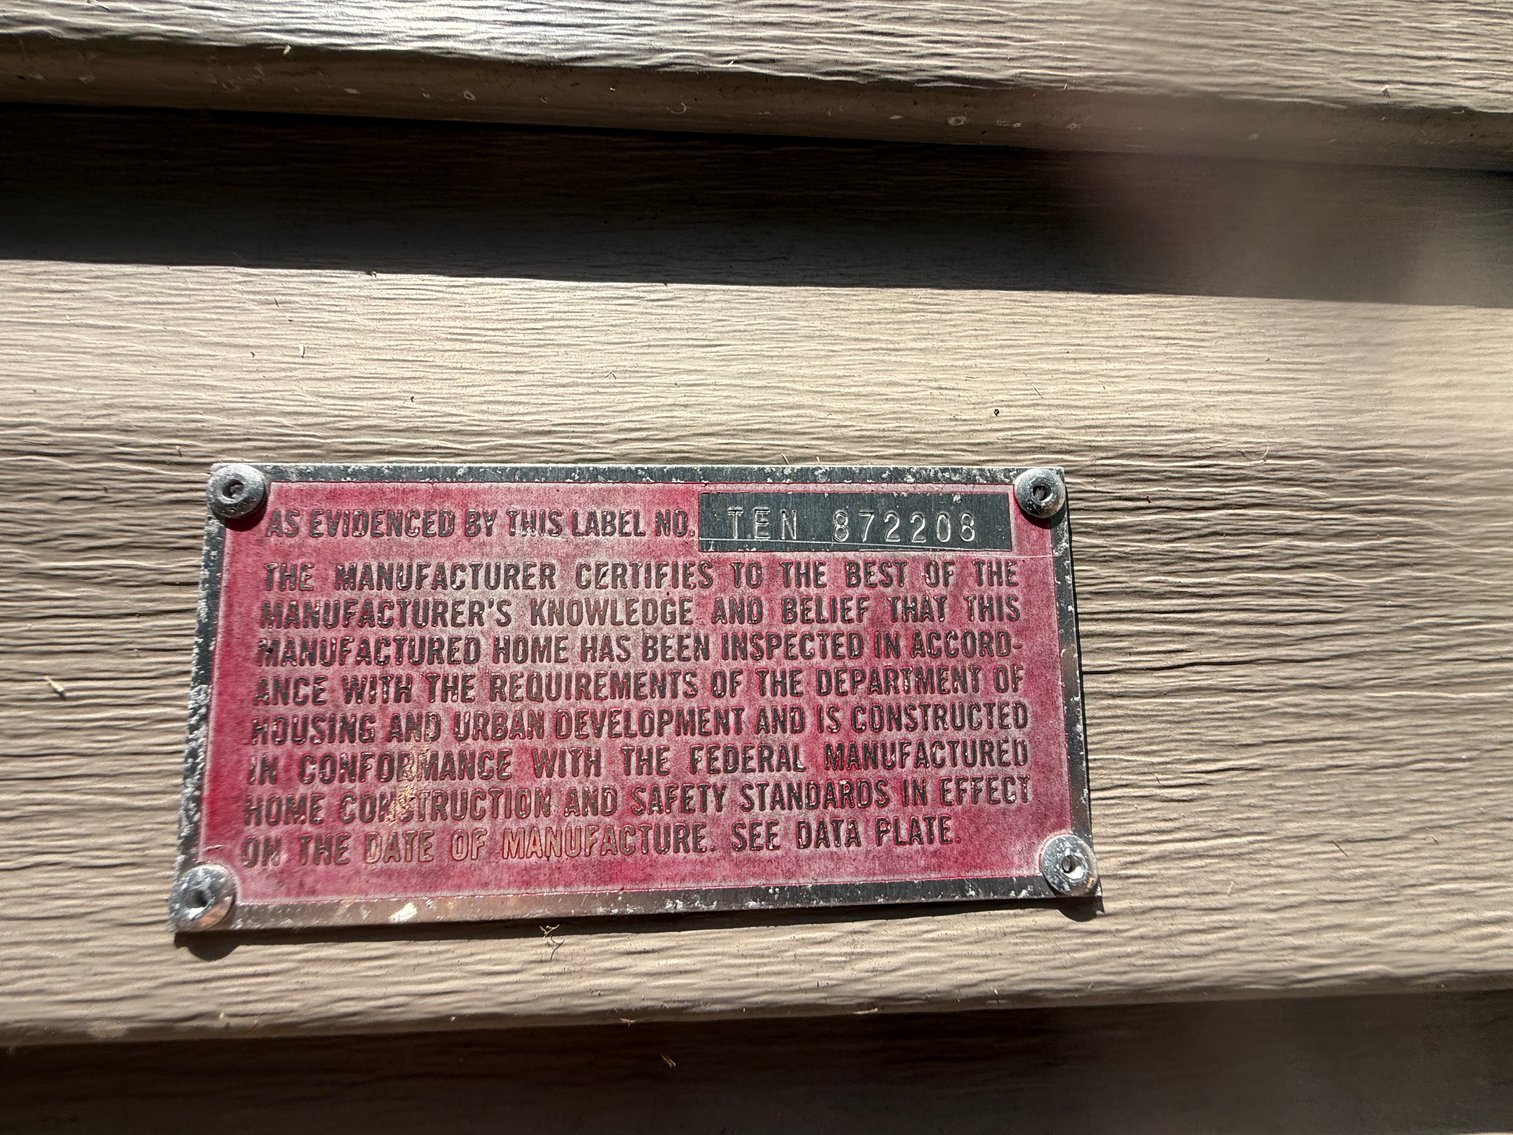 AS EVIDENCED BY THIS LABEL NO. TEN 872208
THE MANUFACTURER CERTIFIES TO THE BEST OF THE
MANUFACTURER'S KNOWLEDGE AND BELIEF THAT THIS
MANUFACTURED HOME HAS BEEN INSPECTED IN ACCORD-
ANCE WITH THE REQUIREMENTS OF THE DEPARTMENT OF
HOUSING AND URBAN DEVELOPMENT AND IS CONSTRUCTED
IN CONFORMANCE WITH THE FEDERAL MANUFACTURED
HOME CONSTRUCTION AND SAFETY STANDARDS IN EFFECT
ON THE DATE OF MANUFACTURE. SEE DATA PLATE.